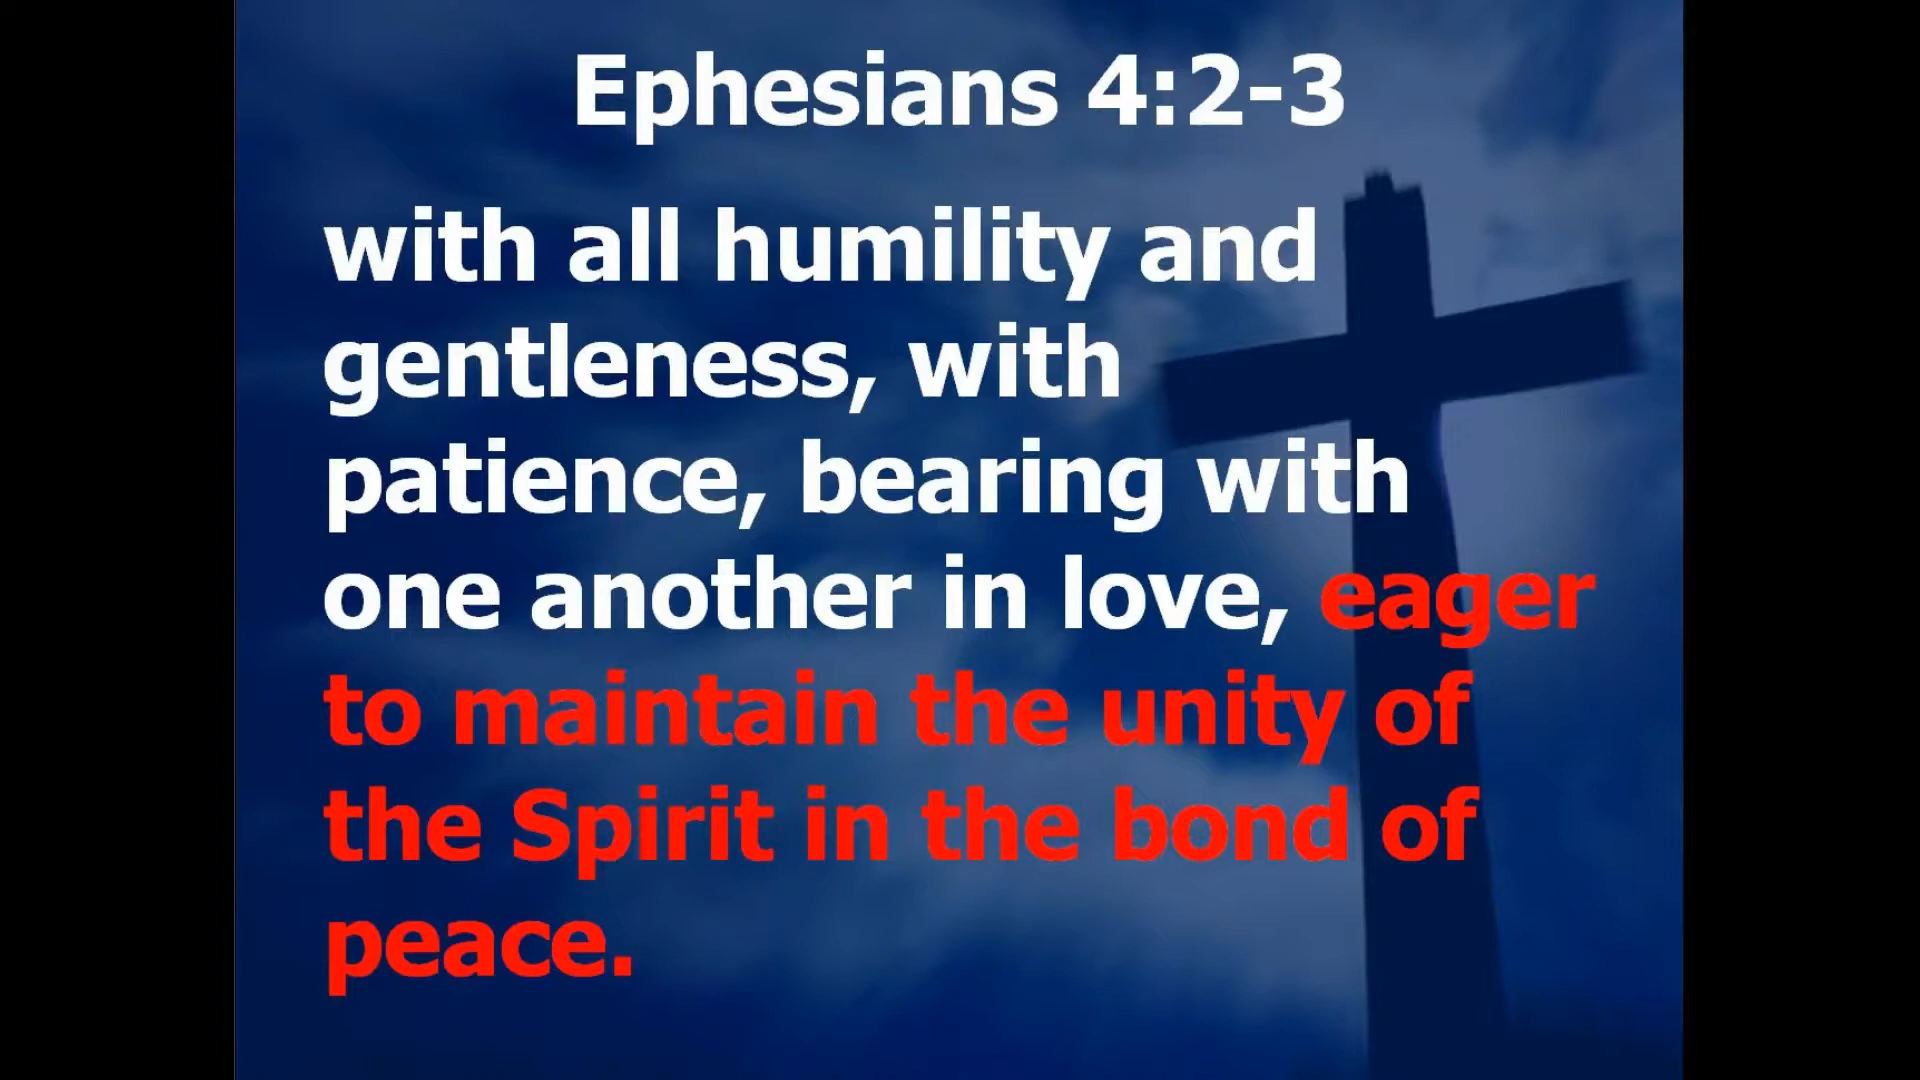 Ephesians 4:2-3
with all humility and
gentleness, with
patience, bearing with
one another in love, eager
to maintain the unity of
the Spirit in the bond of
peace.